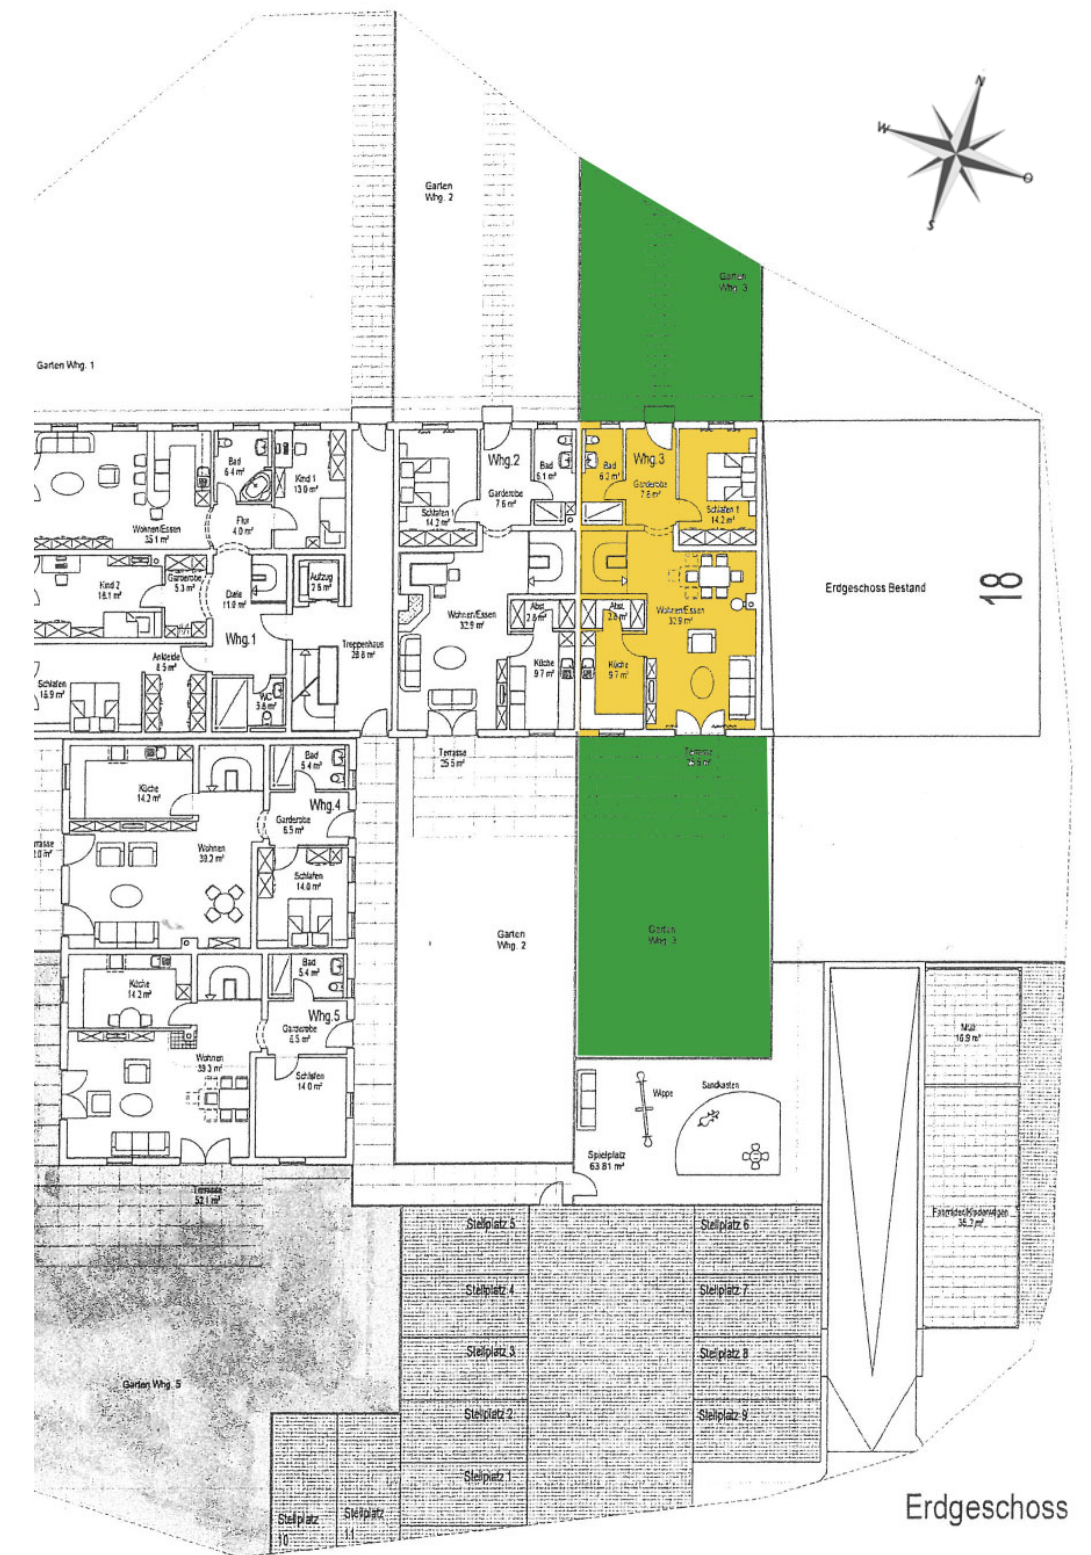 N
W
O
S
Garten
Whg. 2
Garten
Whg. 3
Garten Whg. 1
Bad
6.4 m²
Kind 1
13.0 m²
Wohnen/Essen
35.1 m²
Flur
4.0 m²
Schlafen 1
14.2 m²
Whg.2
Garderobe
7.6 m²
Bad
6.1 m²
Bad
6.2 m²
Whg.3
Garderobe
7.6 m²
Schlafen 1
14.2 m²
Kind 2
16.1 m²
Garderobe
5.3 m²
Diele
11.0 m²
Aufzug
2.6 m²
Whg.1
Treppenhaus
Wohnen/Essen
32.9 m²
Abst.
2.6 m²
Küche
9.7 m²
Abst.
2.6 m²
Wohnen/Essen
32.9 m²
Küche
9.7 m²
Erdgeschoss Bestand
18
Ankleide
8.5 m²
Schlafen
16.9 m²
WC
Terrasse
25.6 m²
Terrasse
Küche
14.2 m²
Bad
5.4 m²
Whg.4
Garderobe
6.5 m²
Wohnen
39.2 m²
Schlafen
14.0 m²
Garten
Whg. 2
Garten
Whg. 3
Küche
14.2 m²
Bad
5.4 m²
Whg.5
Garderobe
6.5 m²
Wohnen
39.3 m²
Schlafen
14.0 m²
Müll
16.9 m²
Wippe
Sandkasten
Spielplatz
63.81 m²
Terrasse
52.1 m²
Fahrräder/Kinderwagen
35.2 m²
Stellplatz 5
Stellplatz 6
Stellplatz 4
Stellplatz 7
Stellplatz 3
Stellplatz 8
Stellplatz 2
Stellplatz 9
Stellplatz 1
Garten Whg. 5
Stellplatz
10
Stellplatz
11
Erdgeschoss